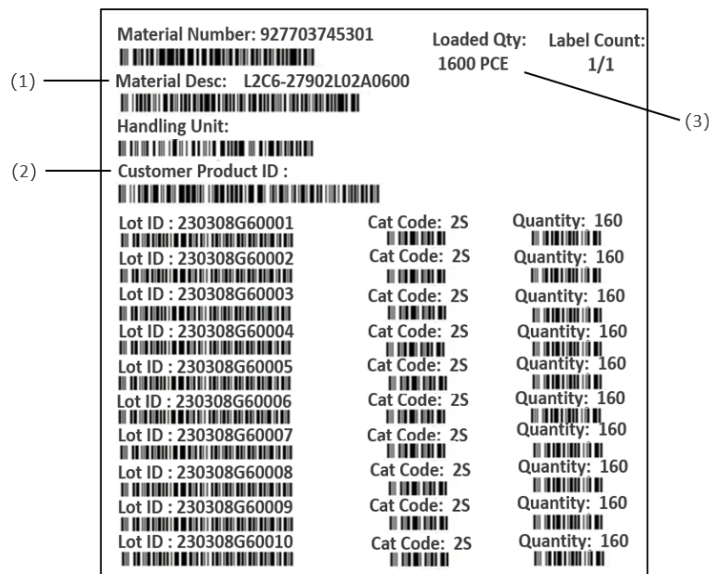 Material Number: 927703745301
Loaded Qty: Label Count:
1600 PCE 1/1
(1)
Material Desc: L2C6-27902L02A0600
(3)
Handling Unit:
(2)
Customer Product ID :
Lot ID : 230308G60001 Cat Code: 2S Quantity: 160
Lot ID : 230308G60002 Cat Code: 2S Quantity: 160
Lot ID : 230308G60003 Cat Code: 2S Quantity: 160
Lot ID : 230308G60004 Cat Code: 2S Quantity: 160
Lot ID : 230308G60005 Cat Code: 2S Quantity: 160
Lot ID : 230308G60006 Cat Code: 2S Quantity: 160
Lot ID : 230308G60007 Cat Code: 2S Quantity: 160
Lot ID : 230308G60008 Cat Code: 2S Quantity: 160
Lot ID : 230308G60009 Cat Code: 2S Quantity: 160
Lot ID : 230308G60010 Cat Code: 2S Quantity: 160